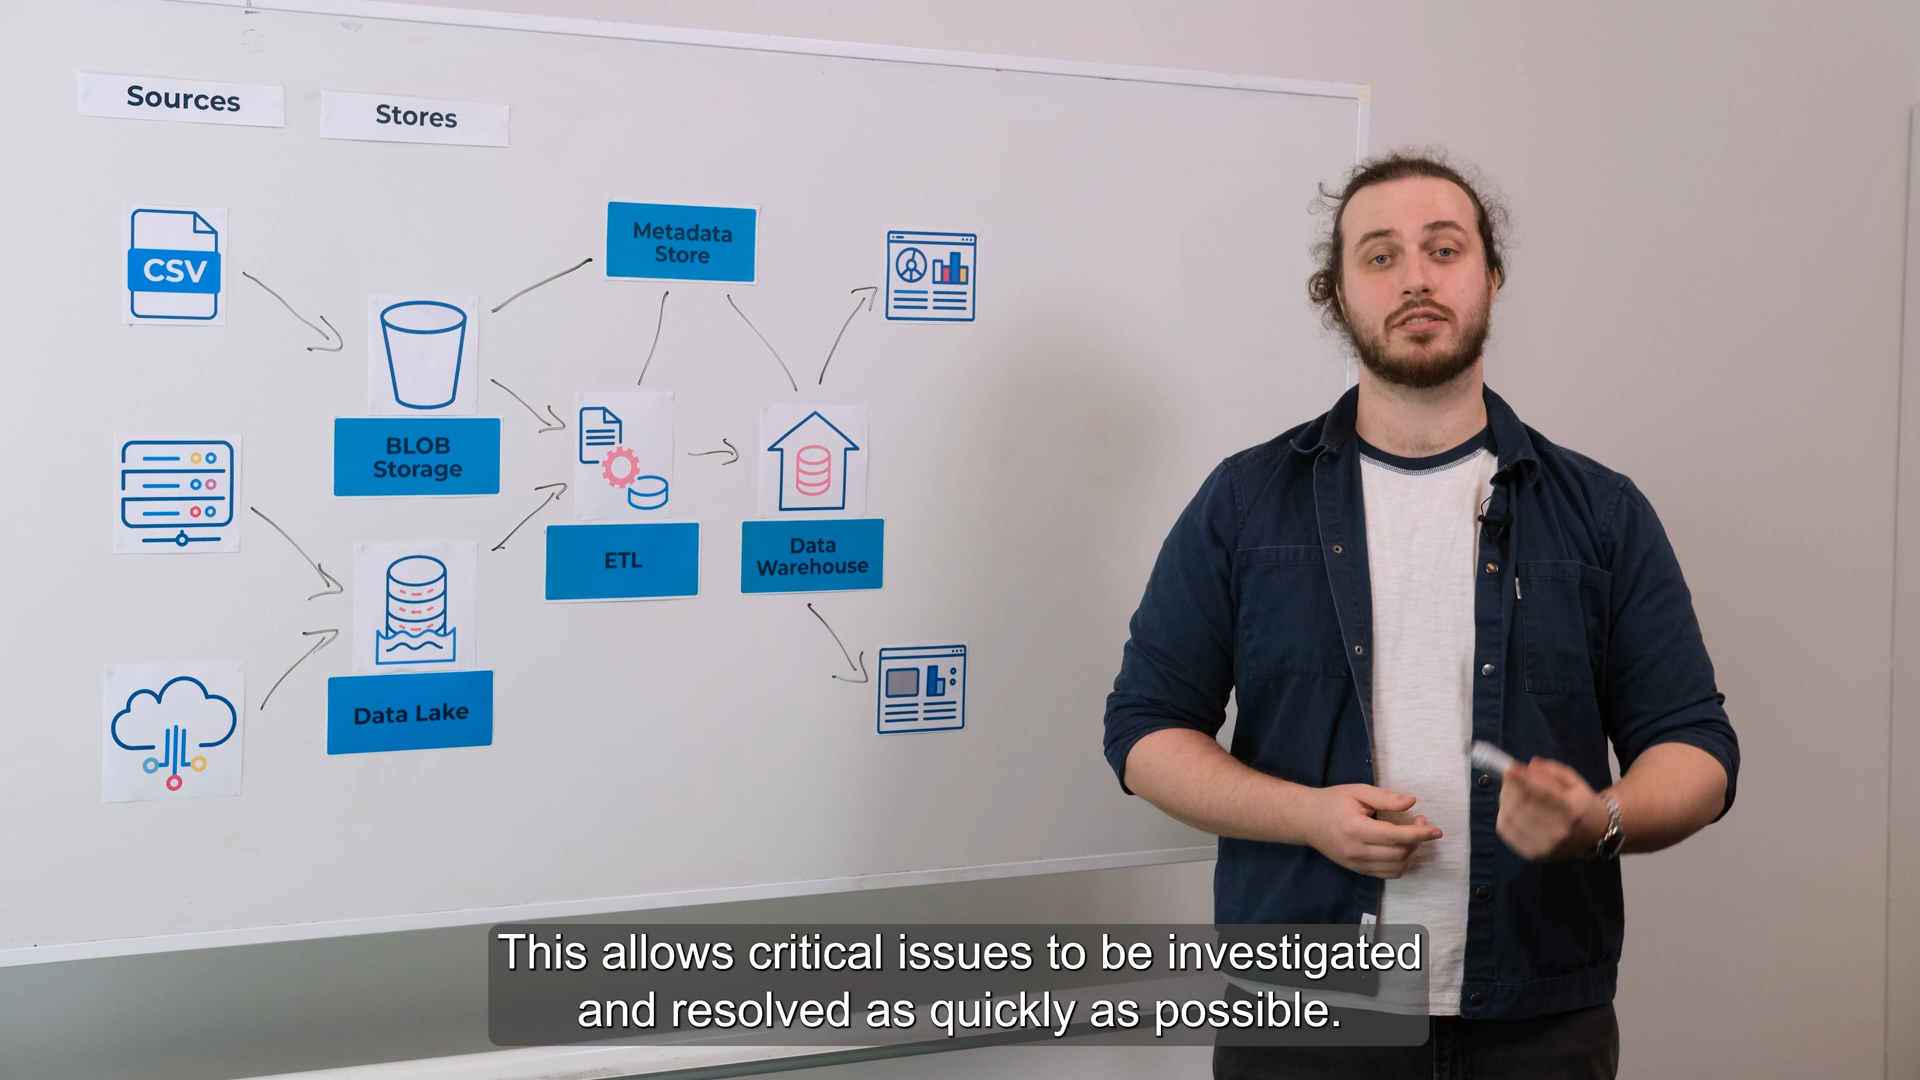 Sources
Stores
CSV
Metadata
Store
BLOB
Storage
ETL
Data
Warehouse
Data Lake
This allows critical issues to be investigated
and resolved as quickly as possible.